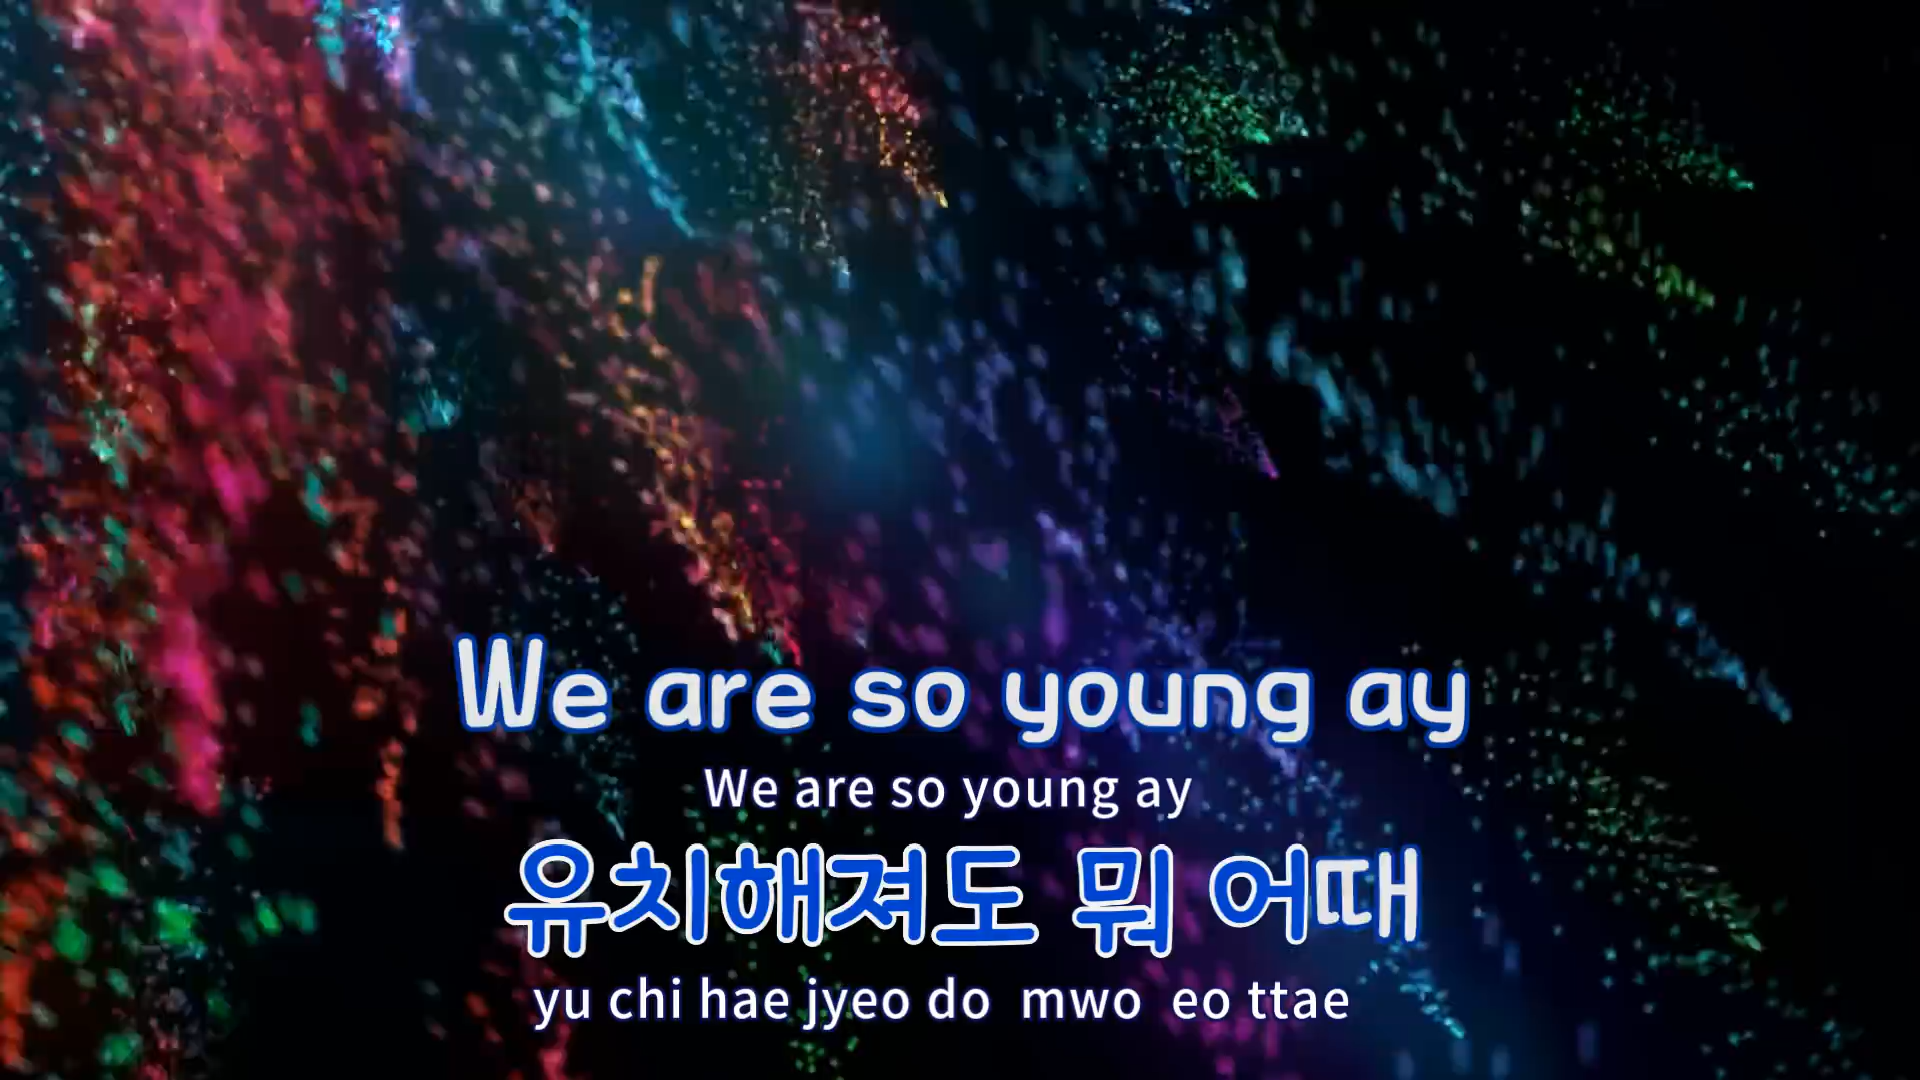 We are so young ay
We are so young ay
유치해져도 뭐 어때
yu chi hae jyeo do mwo eo ttae